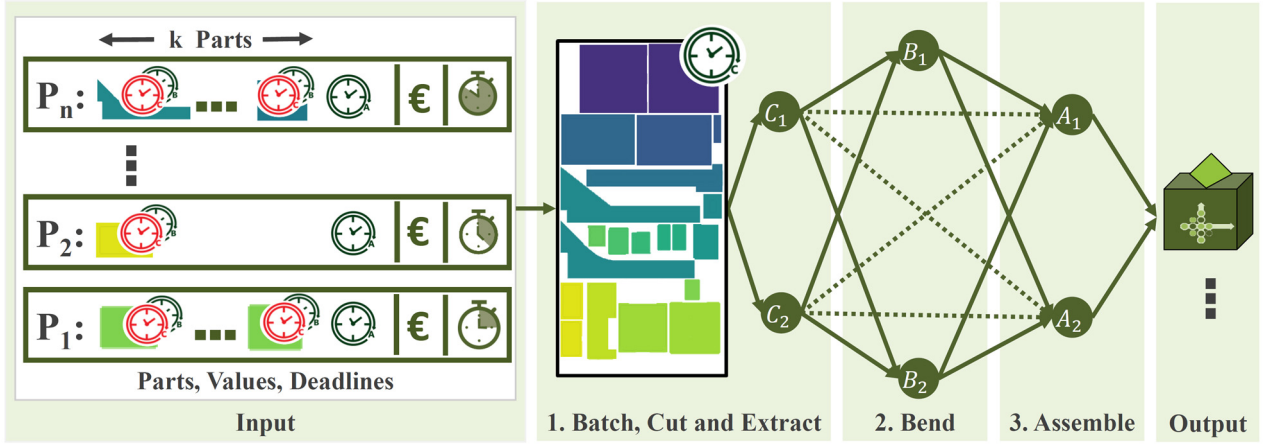 k Parts
Pn: C B C A €
P2: C B A €
P1: C B C B A €
Parts, Values, Deadlines
Input
C
C1
C2
1. Batch, Cut and Extract
B1
B2
2. Bend
A1
A2
3. Assemble
Output